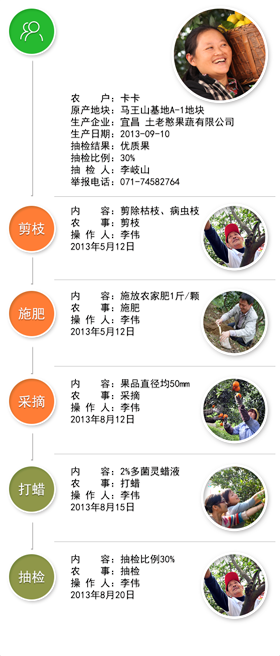 农 户：卡卡
原产地块：马王山基地A-1地块
生产企业：宜昌 土老憨果蔬有限公司
生产日期：2013-09-10
抽检结果：优质果
抽检比例：30%
抽 检 人：李岐山
举报电话：071-74582764
剪枝
内 容：剪除枯枝、病虫枝
农 事：剪枝
操 作 人：李伟
2013年5月12日
施肥
内 容：施放农家肥1斤/颗
农 事：施肥
操 作 人：李伟
2013年5月12日
采摘
内 容：果品直径均50mm
农 事：采摘
操 作 人：李伟
2013年8月12日
打蜡
内 容：2%多菌灵蜡液
农 事：打蜡
操 作 人：李伟
2013年8月15日
抽检
内 容：抽检比例30%
农 事：抽检
操 作 人：李伟
2013年8月20日